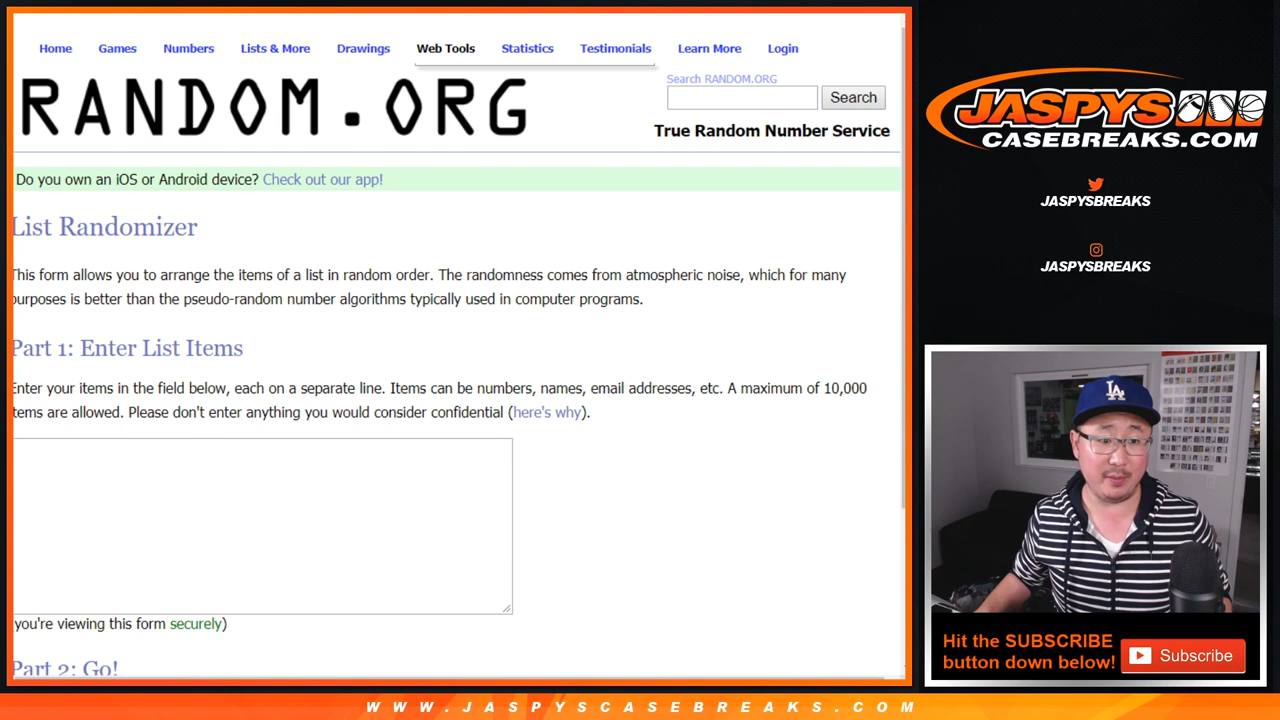 Home Games Numbers Lists & More Drawings Web Tools Statistics Testimonials Learn More Login
RANDOM.ORG
Search RANDOM.ORG
Search
True Random Number Service
Do you own an iOS or Android device? Check out our app!
List Randomizer
This form allows you to arrange the items of a list in random order. The randomness comes from atmospheric noise, which for many
purposes is better than the pseudo-random number algorithms typically used in computer programs.
Part 1: Enter List Items
Enter your items in the field below, each on a separate line. Items can be numbers, names, email addresses, etc. A maximum of 10,000
items are allowed. Please don't enter anything you would consider confidential (here's why).
you're viewing this form securely)
Part 2: Go!
JASPYS
CASEBREAKS.COM
JASPYSBREAKS
JASPYSBREAKS
LA
Hit the SUBSCRIBE
button down below!
Subscribe
WWW.JASPYSCASEBREAKS.COM